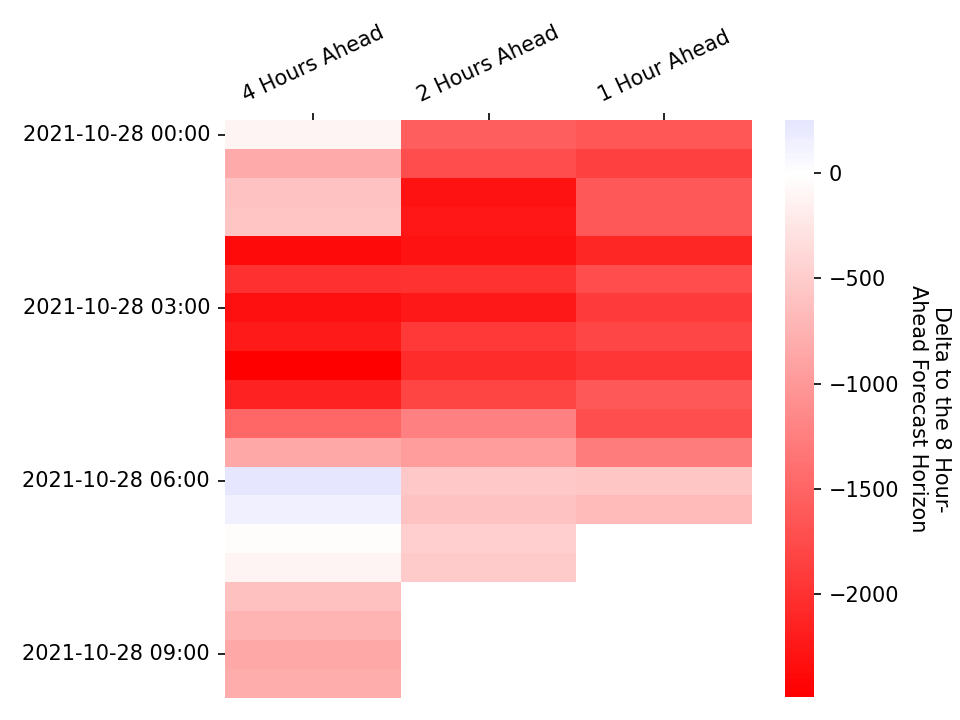 4 Hours Ahead
2 Hours Ahead
1 Hour Ahead
2021-10-28 00:00
2021-10-28 03:00
2021-10-28 06:00
2021-10-28 09:00
0
−500
−1000
−1500
−2000
Delta to the 8 Hour-
Ahead Forecast Horizon